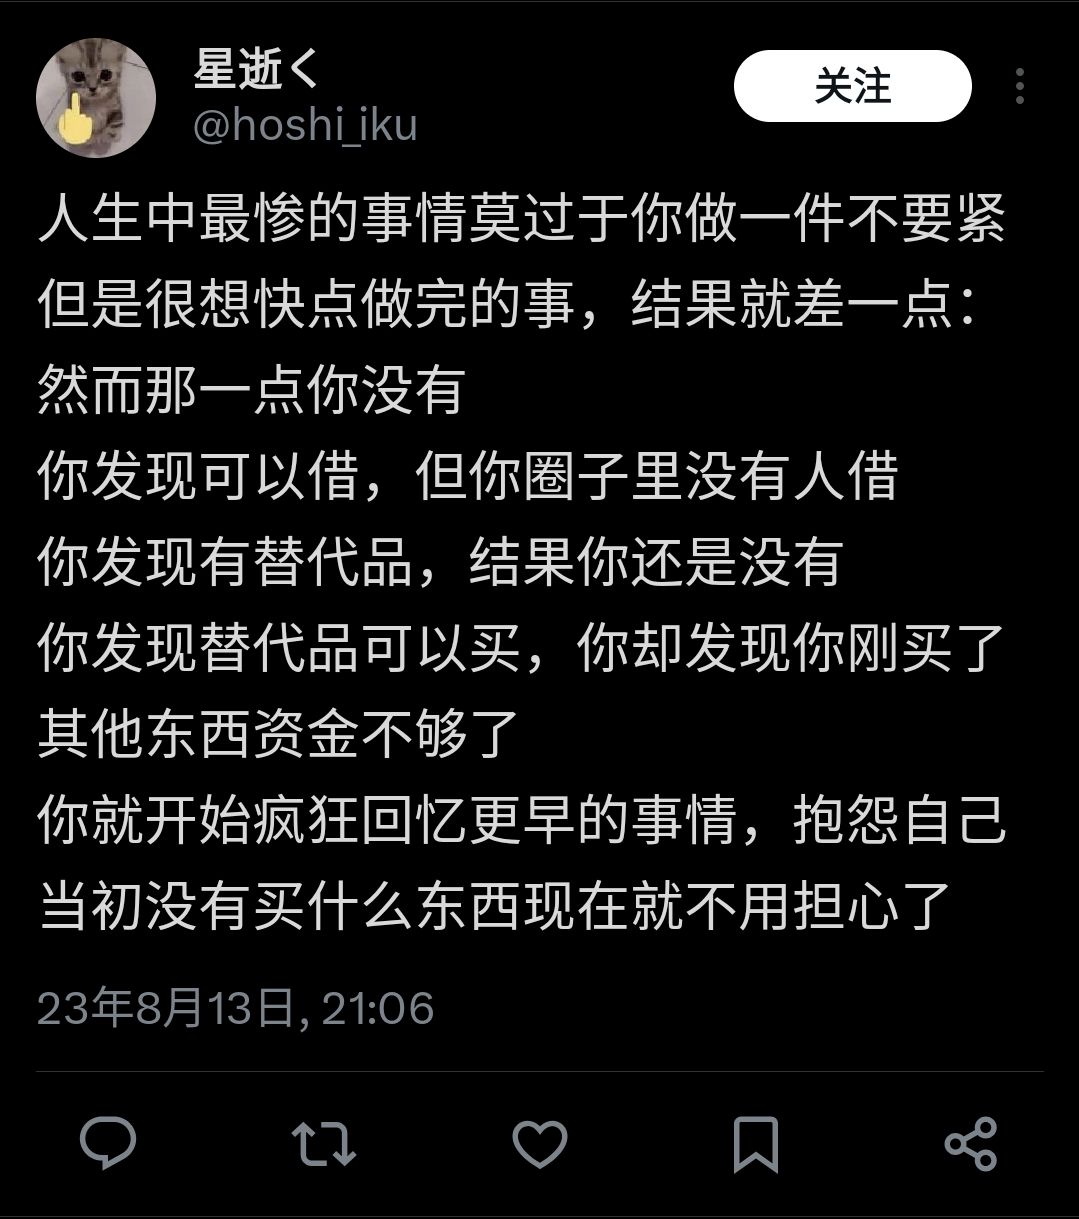 星逝く
@hoshi_iku
关注
人生中最惨的事情莫过于你做一件不要紧
但是很想快点做完的事，结果就差一点：
然而那一点你没有
你发现可以借，但你圈子里没有人借
你发现有替代品，结果你还是没有
你发现替代品可以买，你却发现你刚买了
其他东西资金不够了
你就开始疯狂回忆更早的事情，抱怨自己
当初没有买什么东西现在就不用担心了
23年8月13日, 21:06